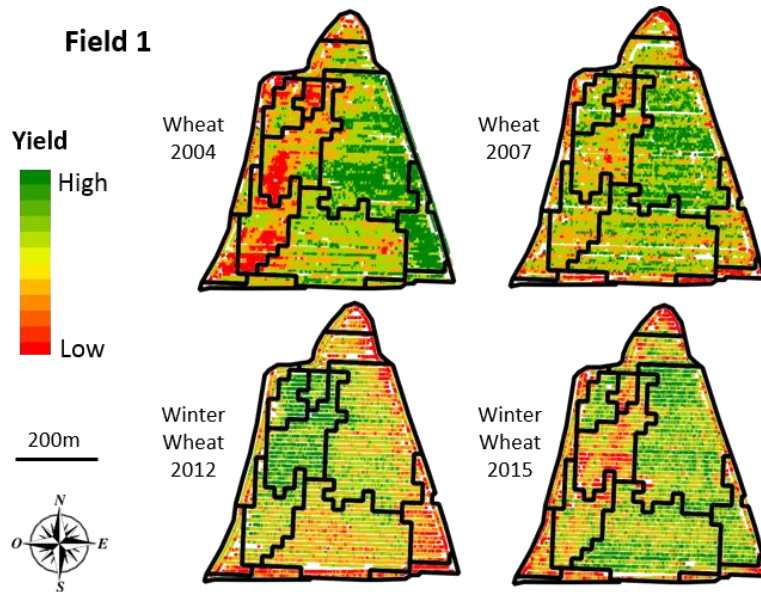 Field 1
Yield
High
Low
200m
N
O
E
S
Wheat
2004
Wheat
2007
Winter
Wheat
2012
Winter
Wheat
2015